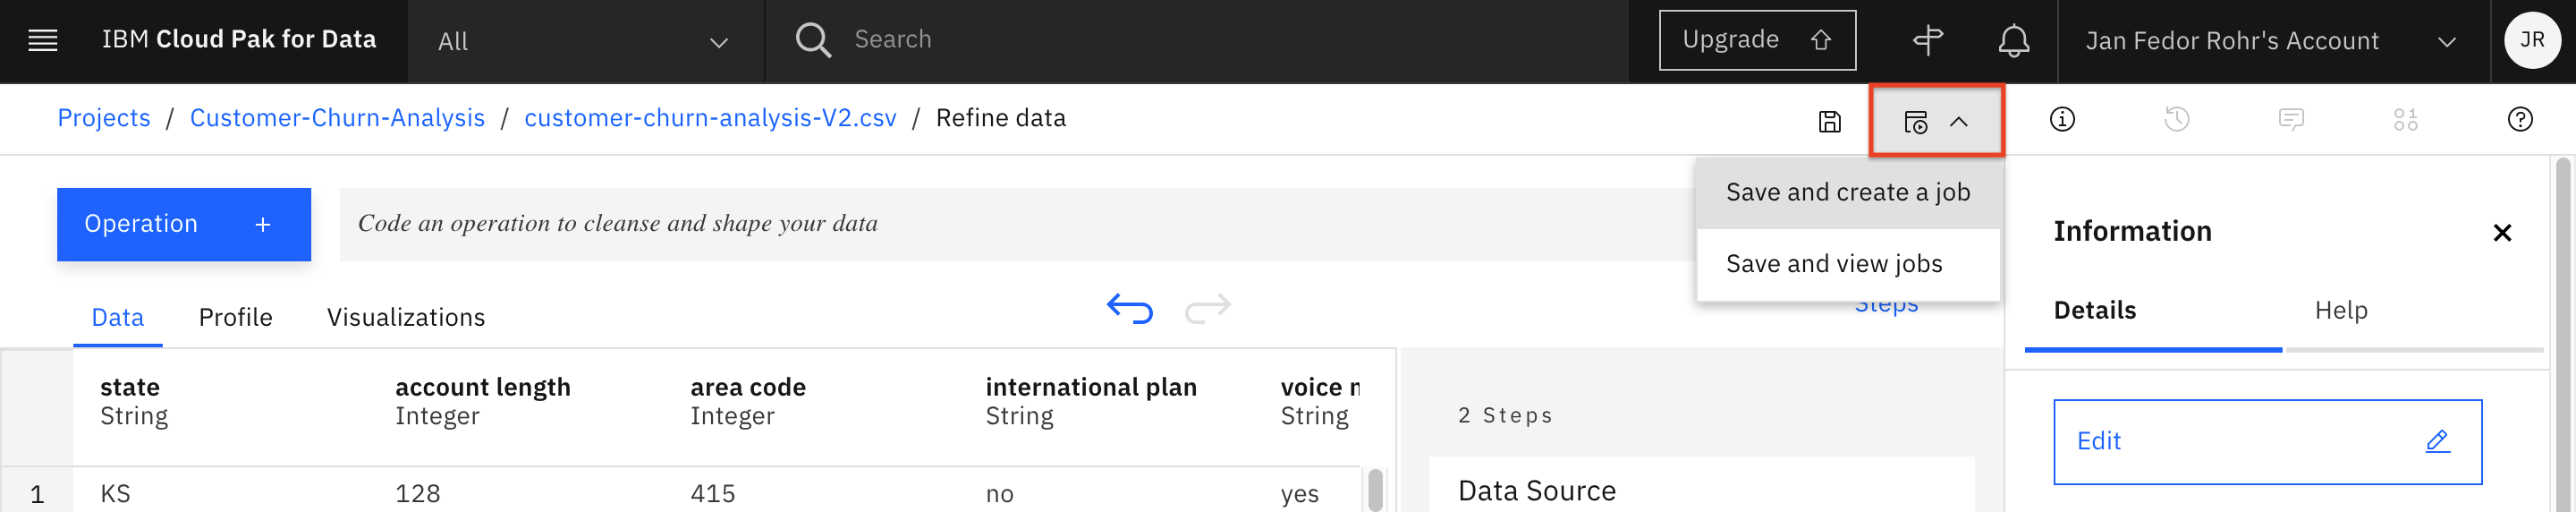 IBM Cloud Pak for Data
All
Search
Upgrade
Jan Fedor Rohr's Account
JR
Projects / Customer-Churn-Analysis / customer-churn-analysis-V2.csv / Refine data
Save and create a job
Save and view jobs
Operation +
Code an operation to cleanse and shape your data
Information
Data
Profile
Visualizations
Steps
Details
Help
state
account length
area code
international plan
voice
String
Integer
Integer
String
String
2 Steps
Edit
1
KS
128
415
no
yes
Data Source